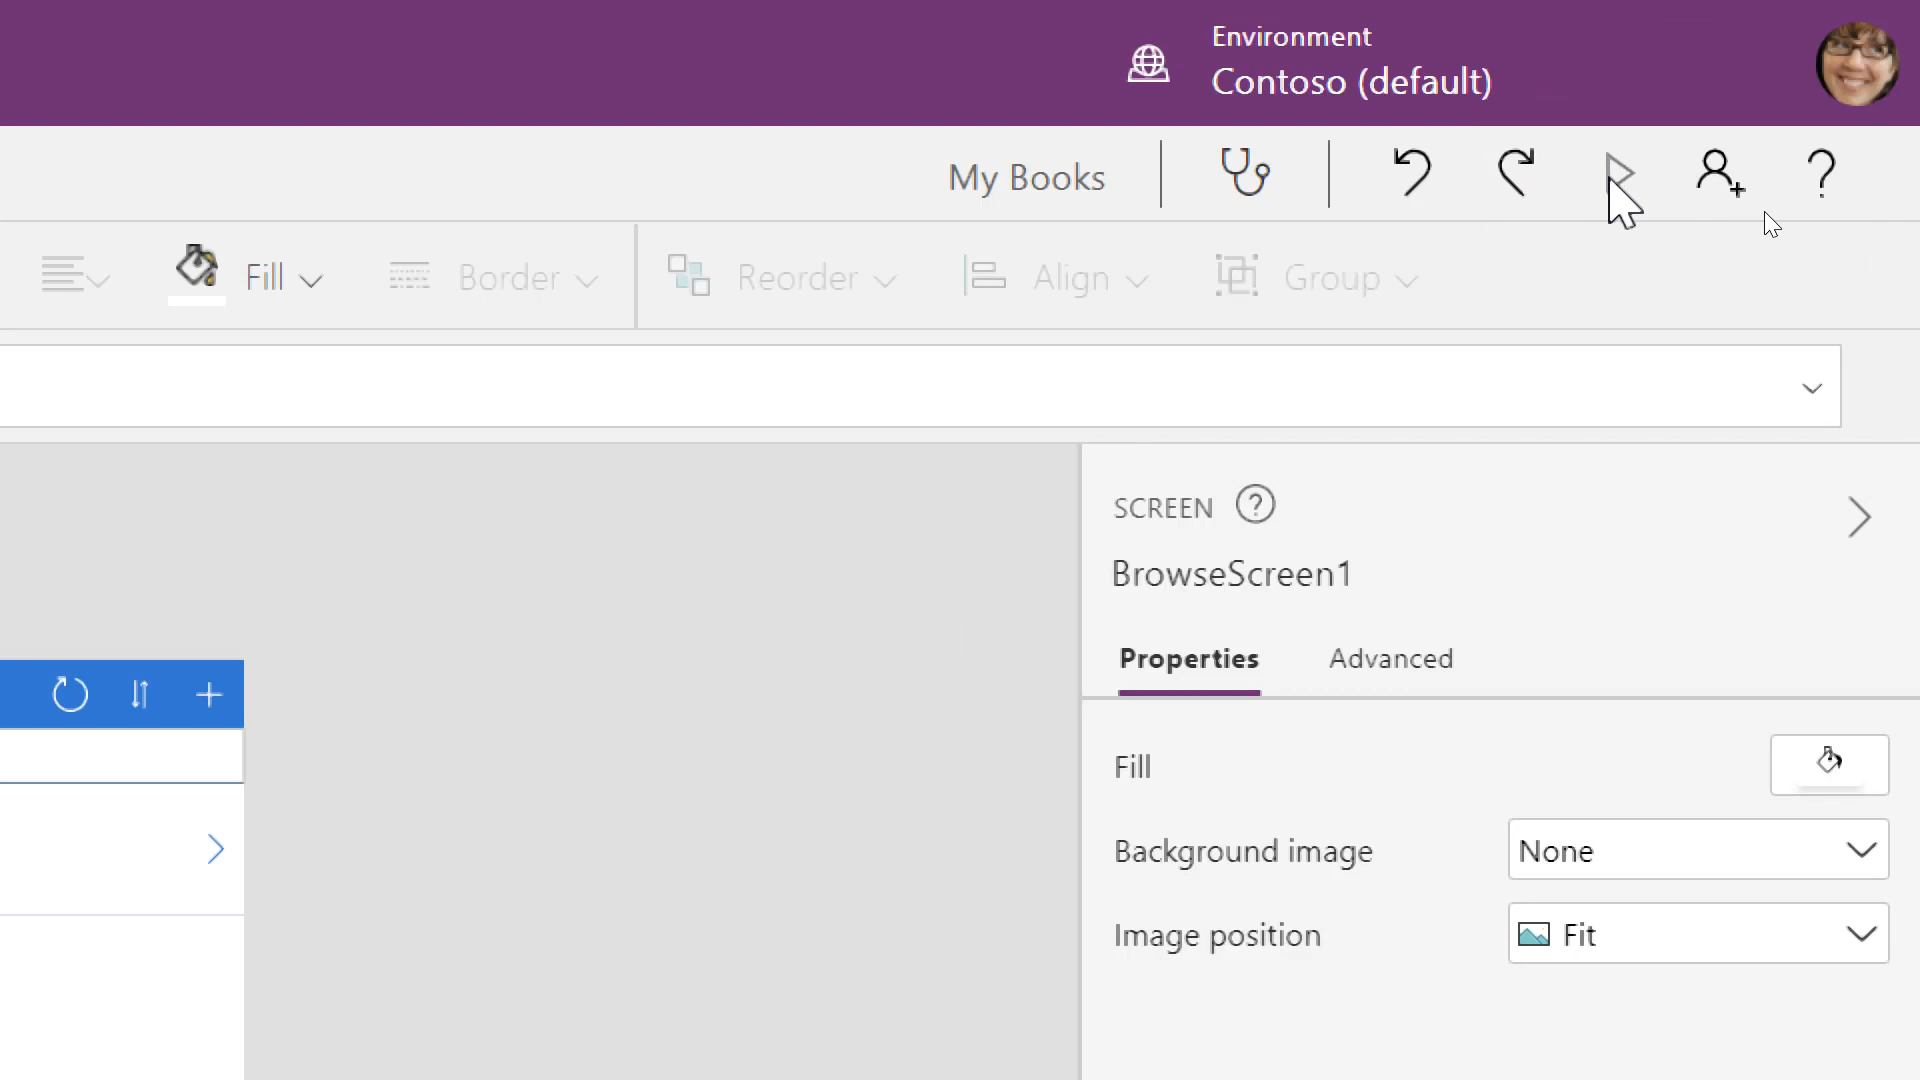 Environment
Contoso (default)
My Books
Fill
Border
Reorder
Align
Group
SCREEN
BrowseScreen1
Properties
Advanced
Fill
Background image
None
Image position
Fit